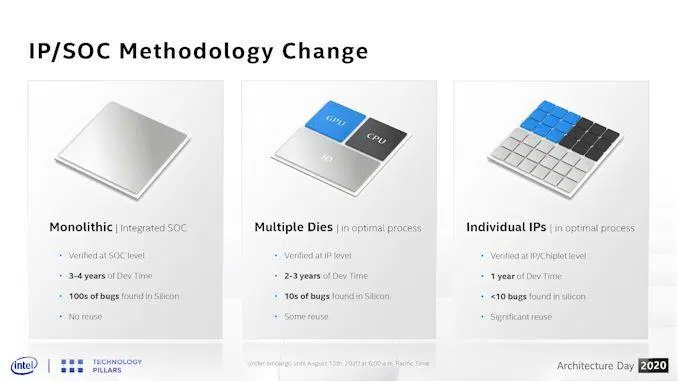 IP/SOC Methodology Change
GPU
CPU
IO
Monolithic | Integrated SOC
• Verified at SOC level
• 3-4 years of Dev Time
• 100s of bugs found in Silicon
• No reuse
Multiple Dies | in optimal process
• Verified at IP level
• 2-3 years of Dev Time
• 10s of bugs found in Silicon
• Some reuse
Individual IPs | in optimal process
• Verified at IP/Chiplet level
• 1 year of Dev Time
• <10 bugs found in silicon
• Significant reuse
intel
TECHNOLOGY
PILLARS
Under embargo until August 13th, 2020 at 6:00 a.m. Pacific Time
Architecture Day 2020